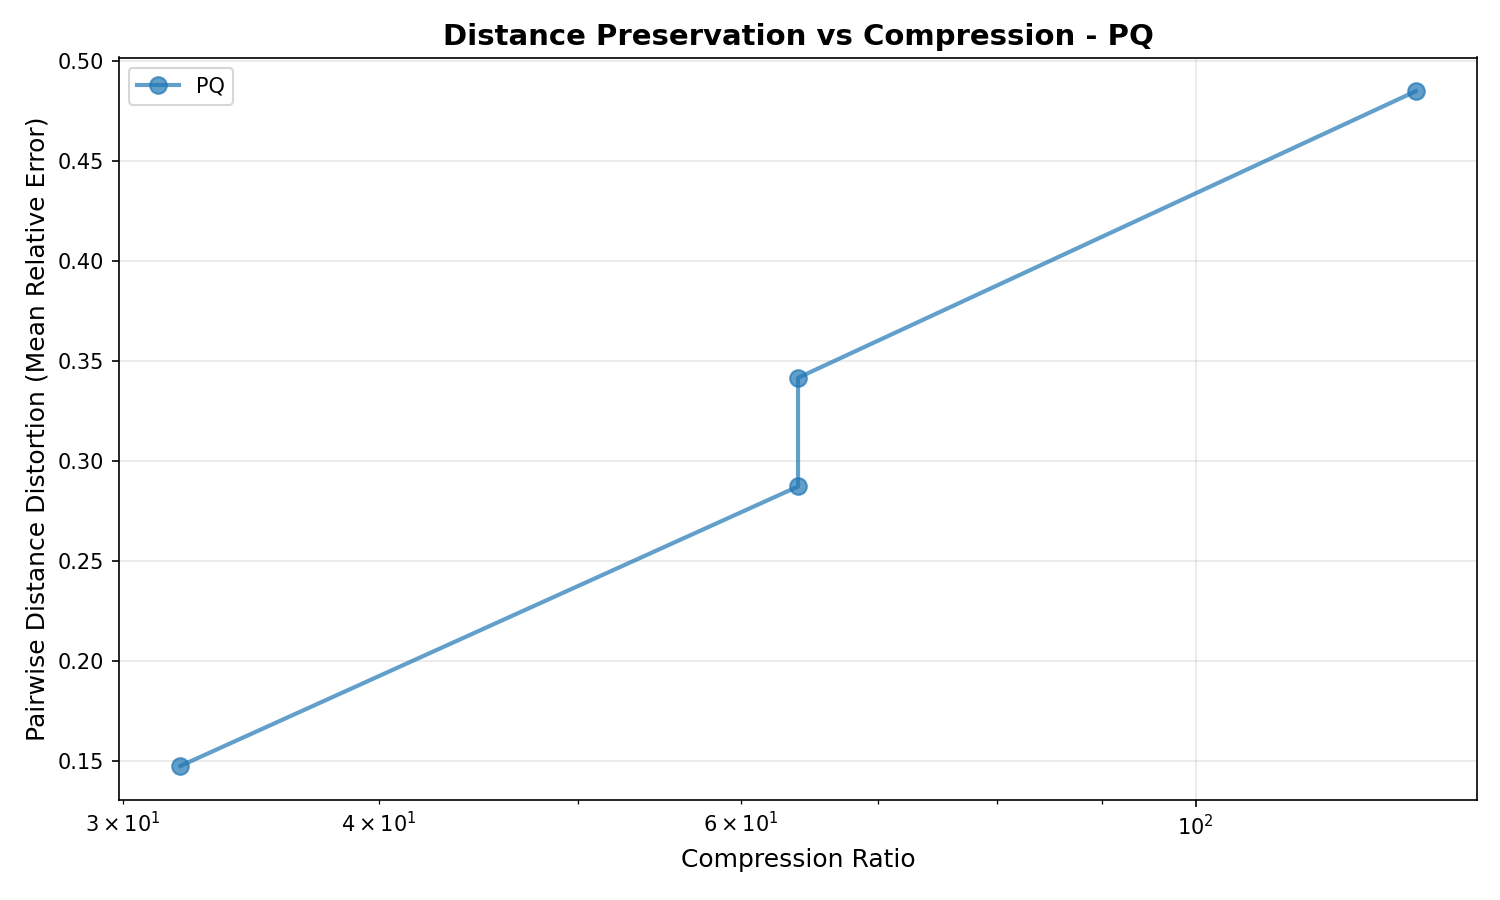 Distance Preservation vs Compression - PQ
PQ
Pairwise Distance Distortion (Mean Relative Error)
0.50
0.45
0.40
0.35
0.30
0.25
0.20
0.15
3 × 10¹
4 × 10¹
6 × 10¹
10²
Compression Ratio